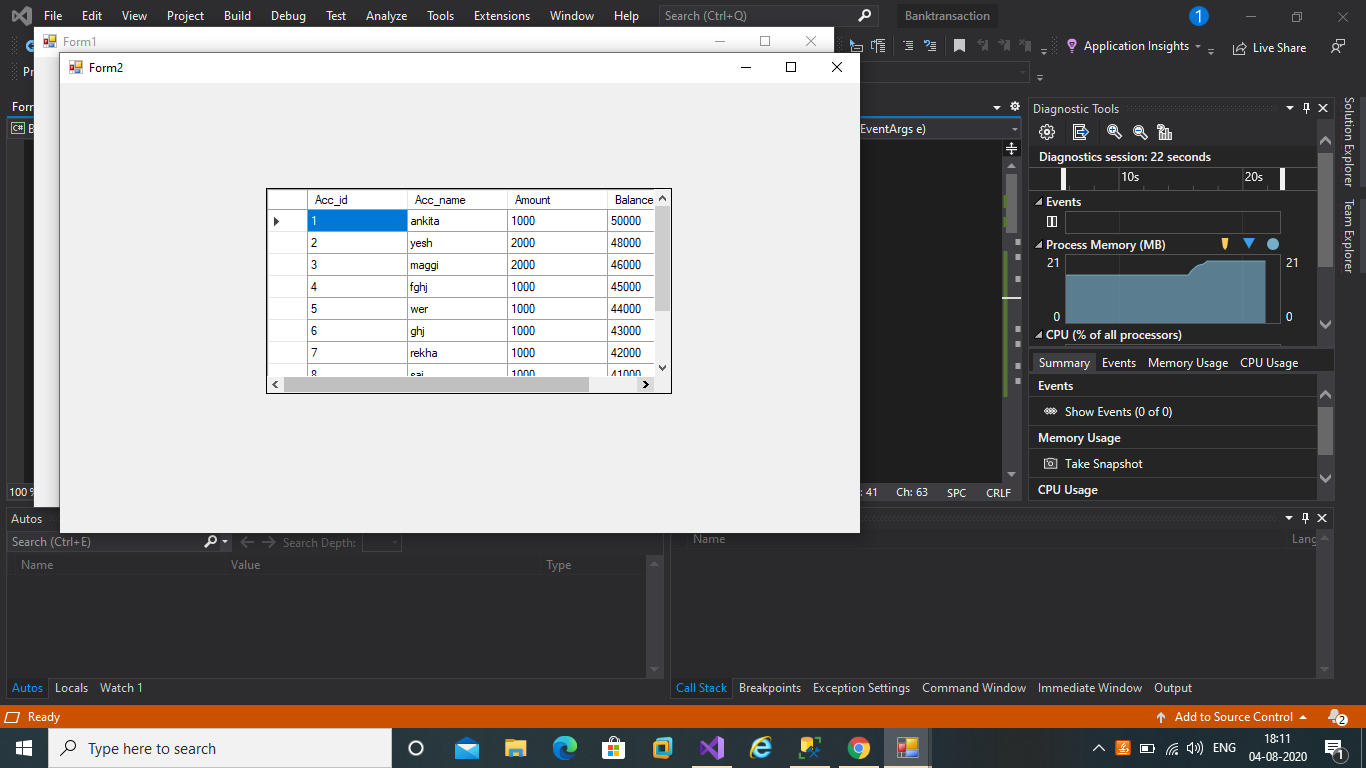 File Edit View Project Build Debug Test Analyze Tools Extensions Window Help Search (Ctrl+Q) Banktransaction 1
Form1
Application Insights Live Share
Form2
Pr
Form
C# B
EventArgs e)
Diagnostic Tools
Diagnostics session: 22 seconds
10s 20s
Events
Process Memory (MB)
21 21
0 0
CPU (% of all processors)
Summary Events Memory Usage CPU Usage
Events
Show Events (0 of 0)
Memory Usage
Take Snapshot
CPU Usage
Solution Explorer
Team Explorer
Acc_id Acc_name Amount Balance
1 ankita 1000 50000
2 yesh 2000 48000
3 maggi 2000 46000
4 fghj 1000 45000
5 wer 1000 44000
6 ghj 1000 43000
7 rekha 1000 42000
8 sai 1000 41000
100 % : 41 Ch: 63 SPC CRLF
Autos
Search (Ctrl+E) Search Depth:
Name Value Type
Name Lang
Autos Locals Watch 1
Call Stack Breakpoints Exception Settings Command Window Immediate Window Output
Ready Add to Source Control 2
Type here to search
ENG 18:11
04-08-2020 1